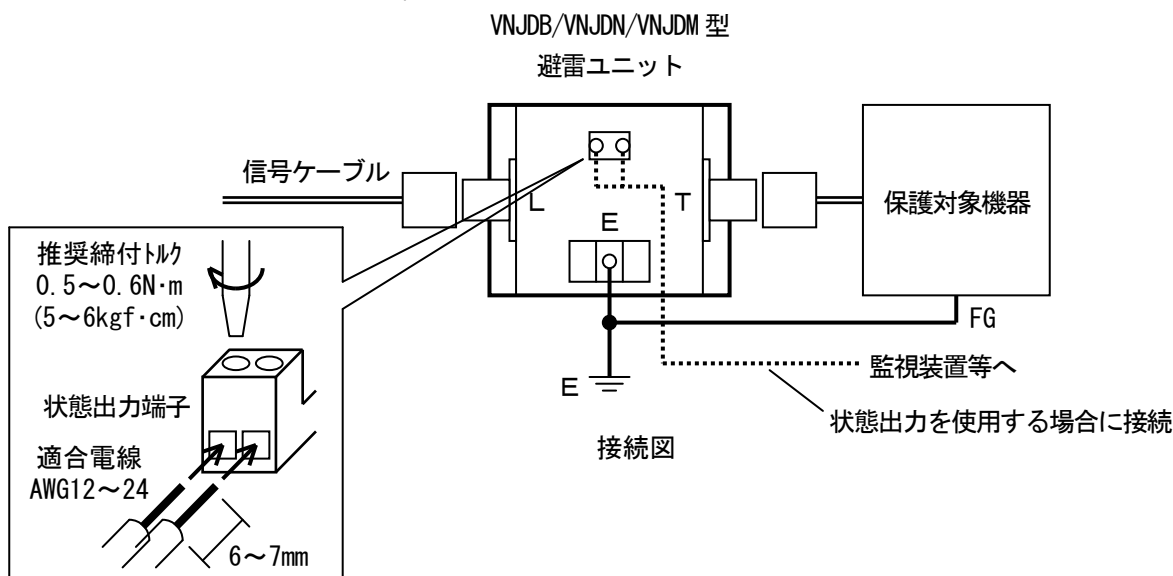 VNJDB/VNJDN/VNJDM 型
避雷ユニット
信号ケーブル
L
T
E
保護対象機器
FG
E
監視装置等へ
状態出力を使用する場合に接続
接続図
推奨締付ﾄﾙｸ
0.5～0.6N･m
(5～6kgf･cm)
状態出力端子
適合電線
AWG12～24
6～7mm